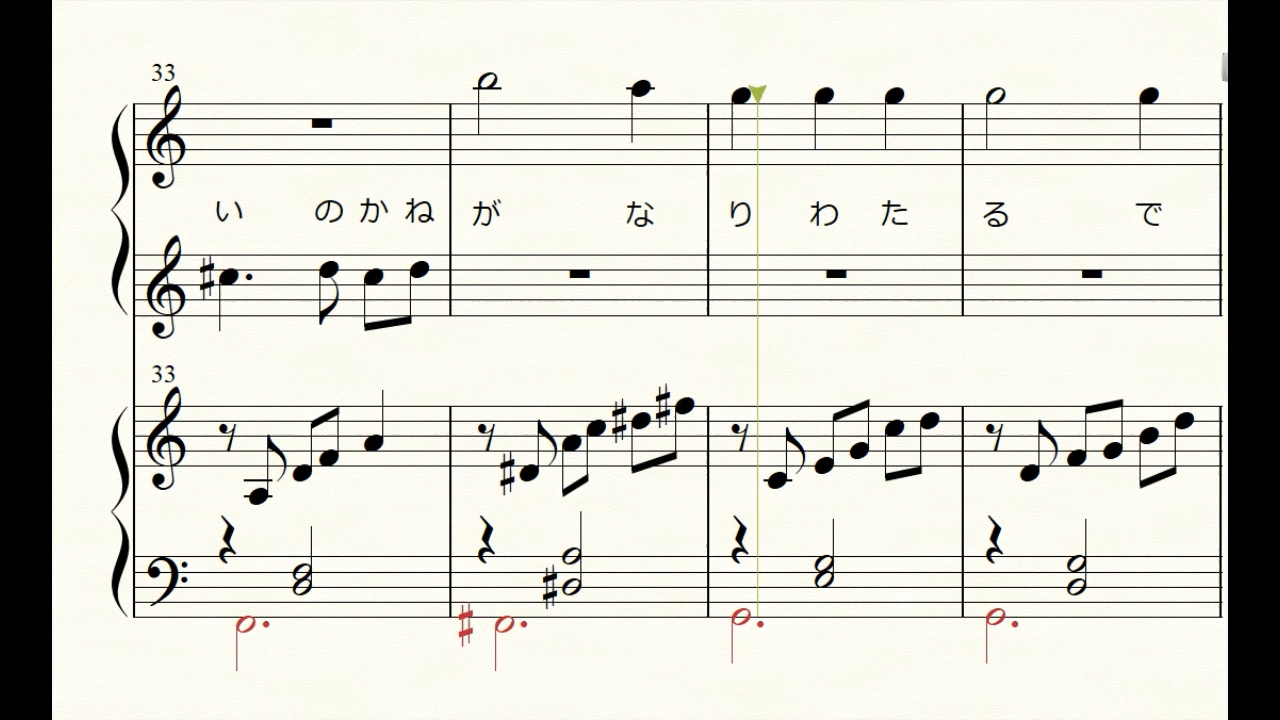 33
い のかね が な り わ た る で
33